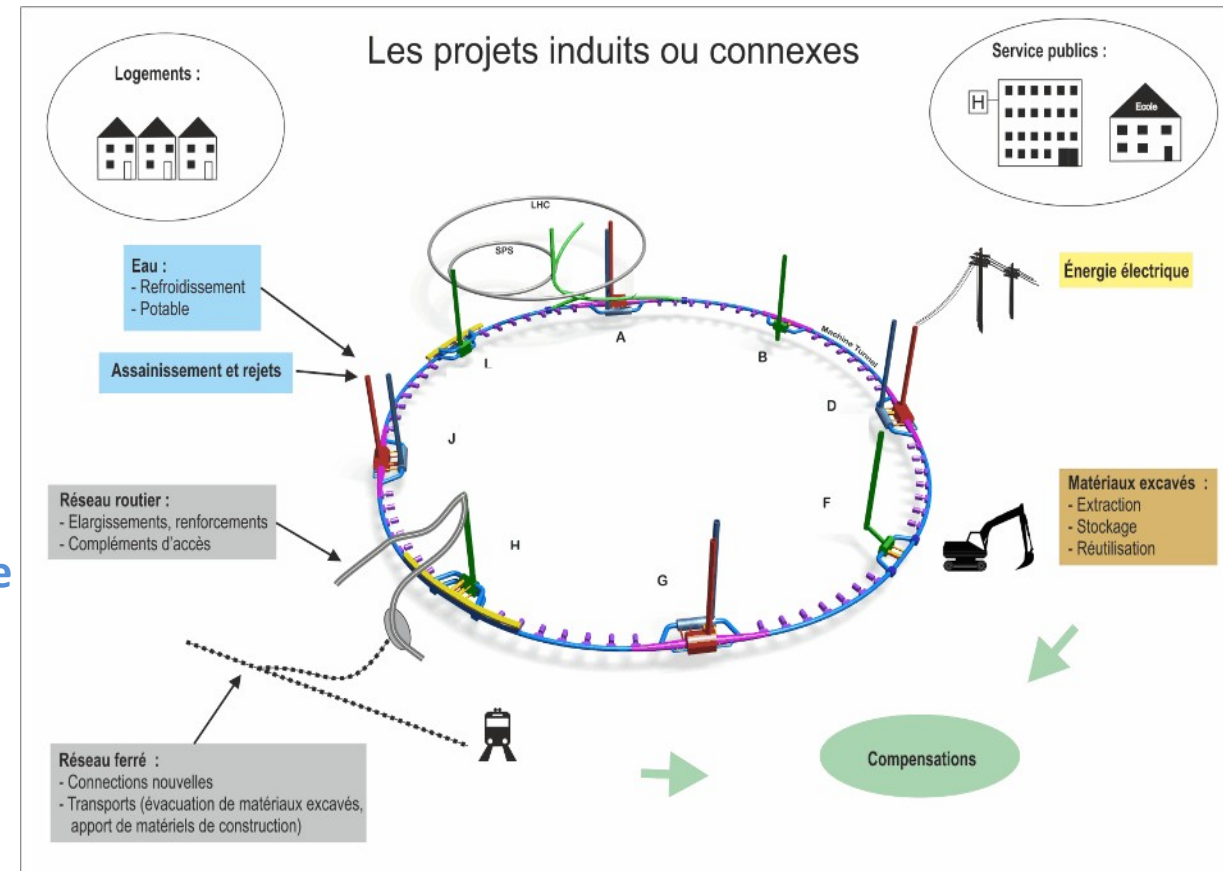 Les projets induits ou connexes
Logements :
Service publics :
H
Ecole
LHC
SPS
Eau :
- Refroidissement
- Potable
Énergie électrique
Assainissement et rejets
A
B
Machine Tunnel
L
D
J
Réseau routier :
- Elargissements, renforcements
- Compléments d'accès
F
Matériaux excavés :
- Extraction
- Stockage
- Réutilisation
H
G
e
Réseau ferré :
- Connections nouvelles
- Transports (évacuation de matériaux excavés,
apport de matériels de construction)
Compensations